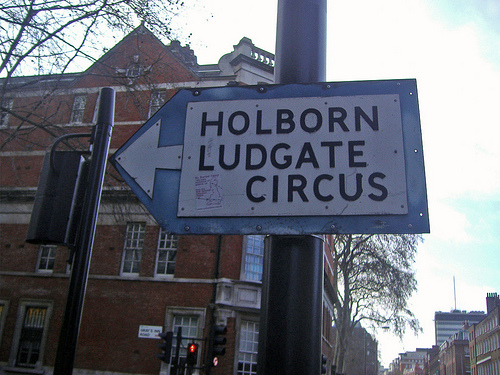 HOLBORN
LUDGATE
CIRCUS